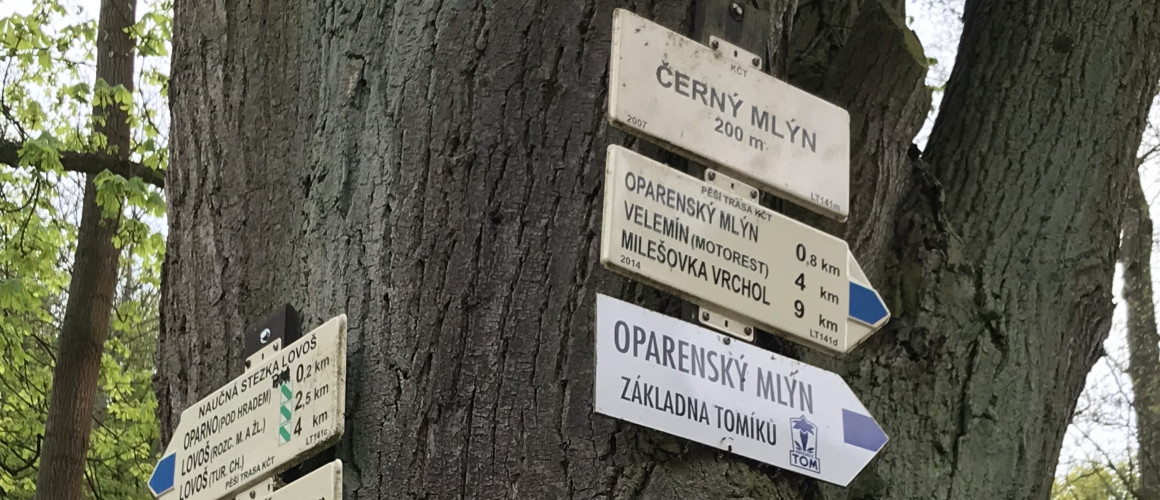 KČT
ČERNÝ MLÝN
200 m
2007
LT141m
PĚŠÍ TRASA KČT
OPARENSKÝ MLÝN 0,8 km
VELEMÍN (MOTOREST) 4 km
MILEŠOVKA VRCHOL 9 km
2014
LT141d
OPARENSKÝ MLÝN
ZÁKLADNA TOMÍKŮ
TOM
NAUČNÁ STEZKA LOVOŠ
OPARNO (POD HRADEM) 0,2 km
LOVOŠ (ROZC. M. A ŽL.) 2,5 km
LOVOŠ (TUR. CH.) 4 km
PĚŠÍ TRASA KČT
LT141c